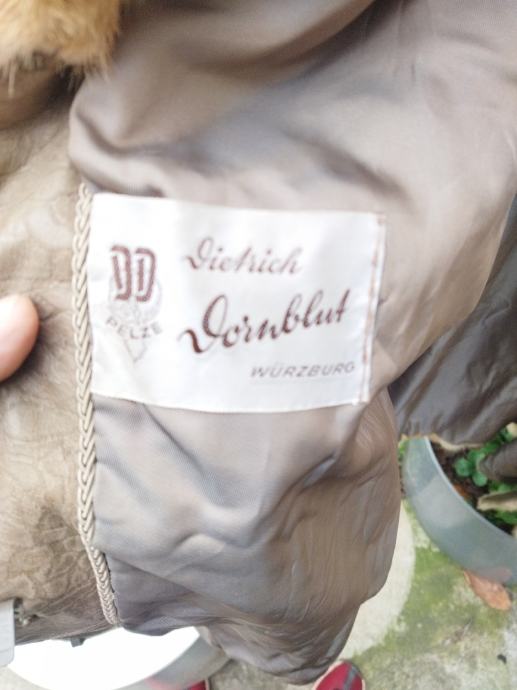 DD
PELZE
Dietrich
Dornblut
WÜRZBURG